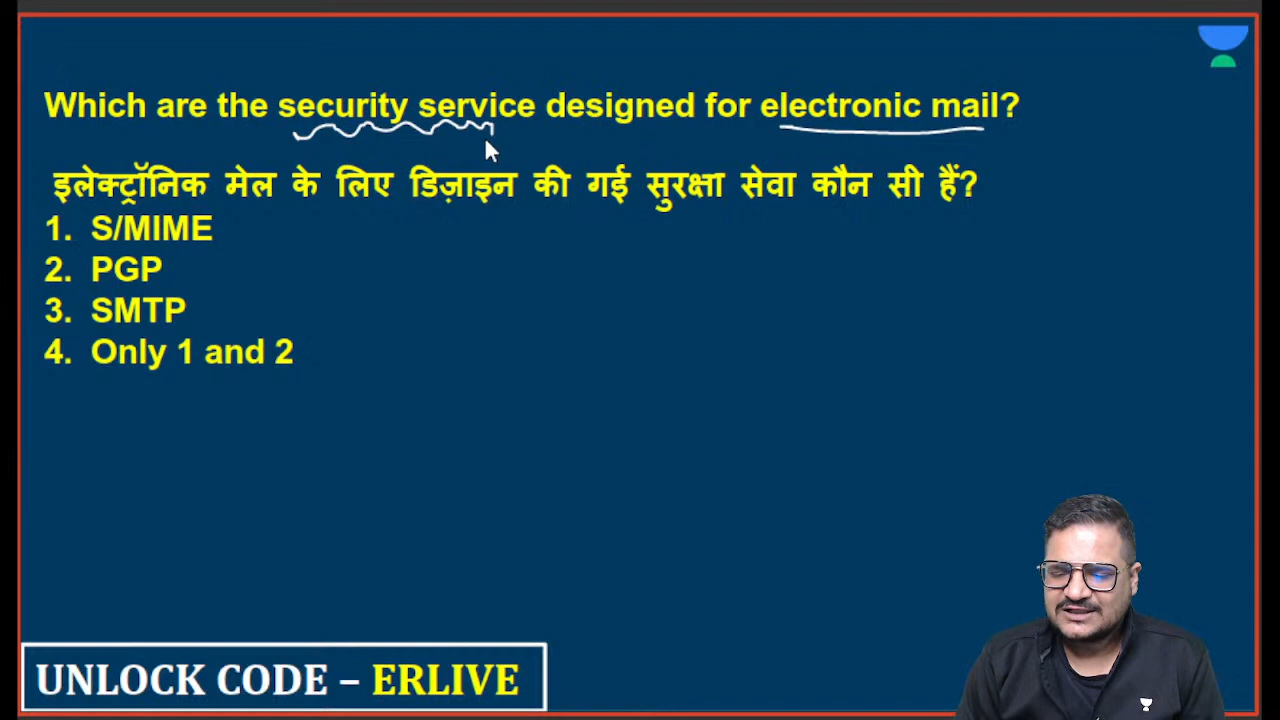 Which are the security service designed for electronic mail?
इलेक्ट्रॉनिक मेल के लिए डिज़ाइन की गई सुरक्षा सेवा कौन सी हैं?
1. S/MIME
2. PGP
3. SMTP
4. Only 1 and 2
UNLOCK CODE – ERLIVE